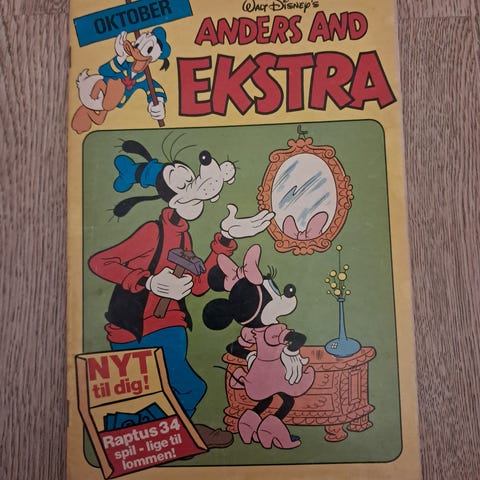 OKTOBER
WALT DISNEY'S
ANDERS AND
EKSTRA
NYT
til dig!
Raptus 34
spil - lige til
lommen!